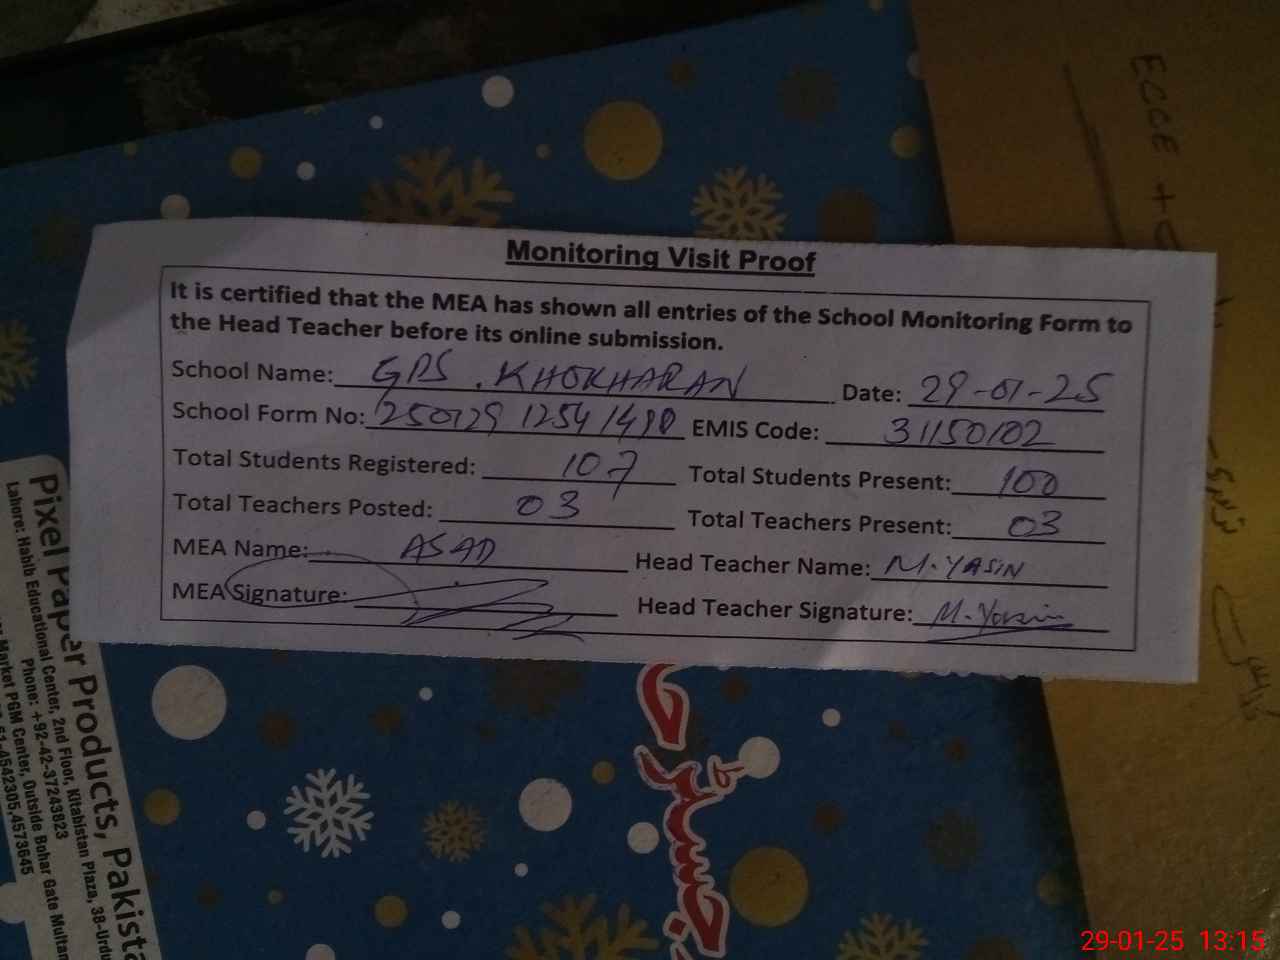 Monitoring Visit Proof
It is certified that the MEA has shown all entries of the School Monitoring Form to
the Head Teacher before its online submission.
School Name: GPS. KHOKHARAN Date: 29-01-25
School Form No: 250129 1254 1490 EMIS Code: 31150102
Total Students Registered: 107 Total Students Present: 100
Total Teachers Posted: 03 Total Teachers Present: 03
MEA Name: ASAD Head Teacher Name: M.YASIN
MEA Signature: Head Teacher Signature: M.Yasin
ECCE +
Pixel Paper Products, Pakista
Lahore: Habib Educational Center, 2nd Floor, Kitabistan Plaza, 38-Urdu
Phone: +92-42-37243823
Market PGM Center, Outside Bohar Gate Multan
61-4542305,4573645
رجسٹر
29-01-25 13:15